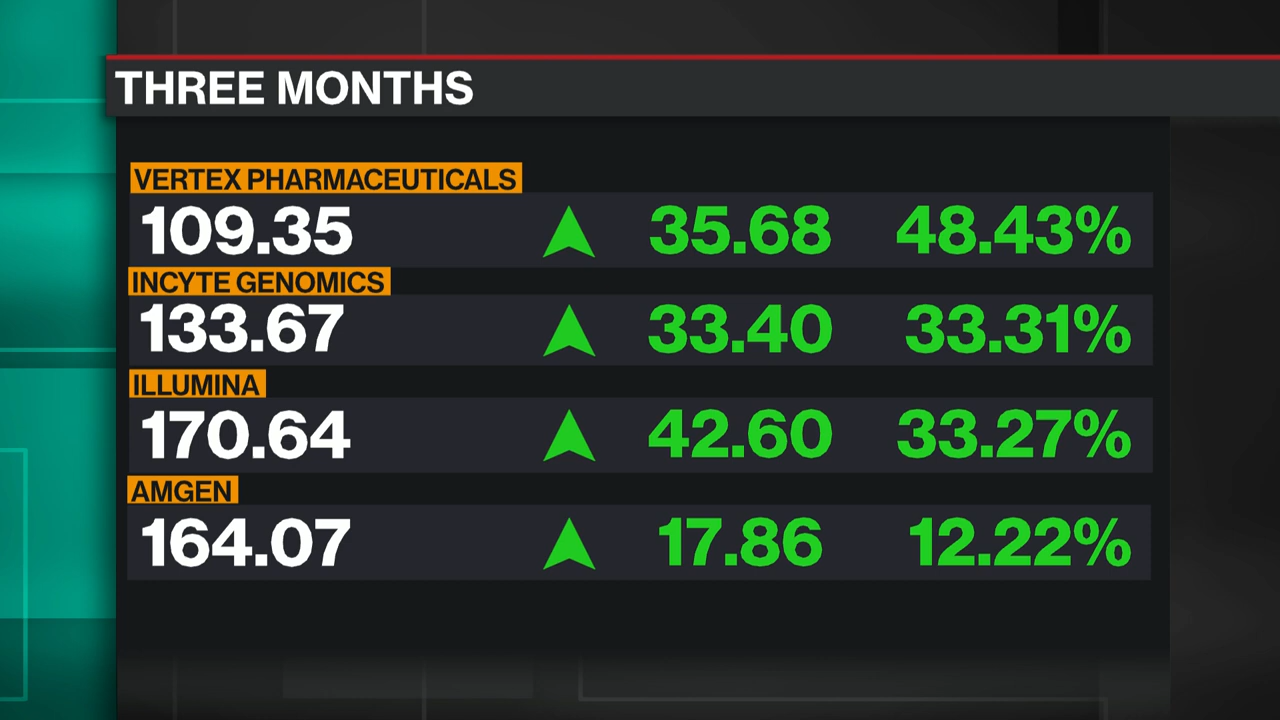 THREE MONTHS
VERTEX PHARMACEUTICALS
109.35 ▲ 35.68 48.43%
INCYTE GENOMICS
133.67 ▲ 33.40 33.31%
ILLUMINA
170.64 ▲ 42.60 33.27%
AMGEN
164.07 ▲ 17.86 12.22%